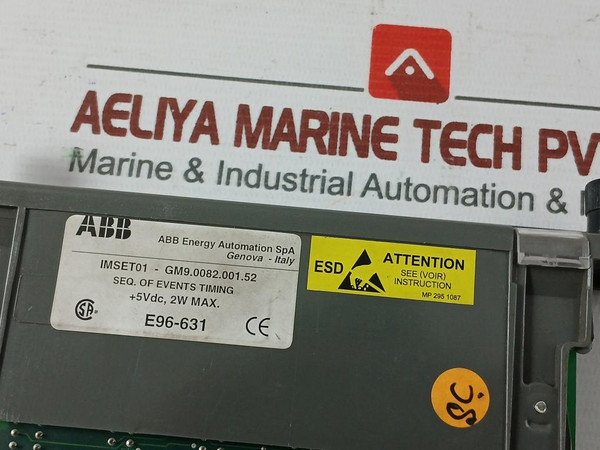 AELIYA MARINE TECH PV
Marine & Industrial Automation &
ABB
ABB Energy Automation SpA
Genova - Italy
IMSET01 - GM9.0082.001.52
SEQ. OF EVENTS TIMING
+5Vdc, 2W MAX.
E96-631
CE
ESD
ATTENTION
SEE (VOIR)
INSTRUCTION
MP 295 1087